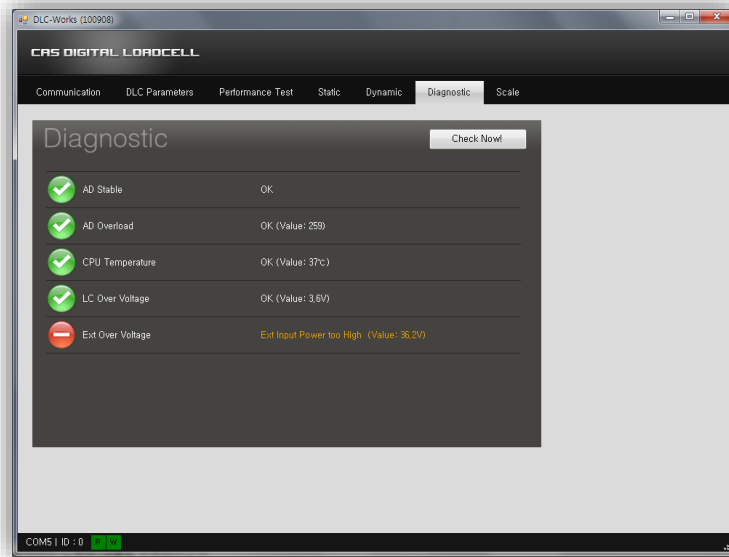 DLC-Works (100908)
CAS DIGITAL LOADCELL
Communication DLC Parameters Performance Test Static Dynamic Diagnostic Scale
Diagnostic Check Now!
AD Stable OK
AD Overload OK (Value: 259)
CPU Temperature OK (Value: 37℃)
LC Over Voltage OK (Value: 3,6V)
Ext Over Voltage Ext Input Power too High (Value: 36,2V)
COM5 | ID : 0 R W